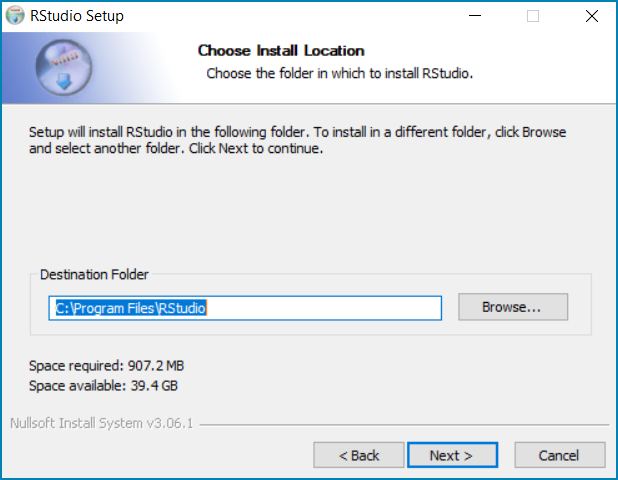 RStudio Setup
Choose Install Location
Choose the folder in which to install RStudio.
Setup will install RStudio in the following folder. To install in a different folder, click Browse
and select another folder. Click Next to continue.
Destination Folder
C:\Program Files\RStudio
Browse...
Space required: 907.2 MB
Space available: 39.4 GB
Nullsoft Install System v3.06.1
< Back
Next >
Cancel